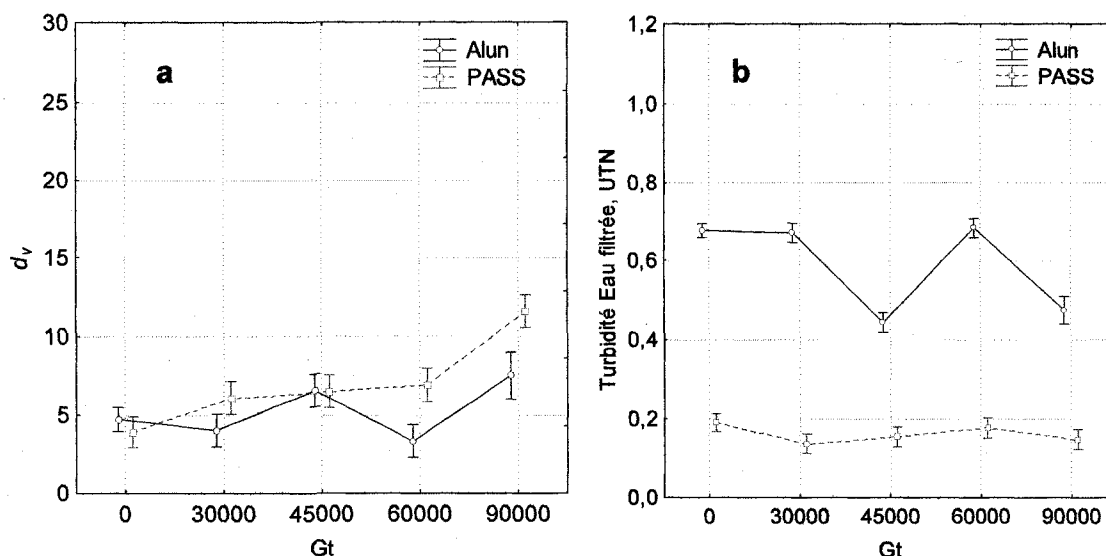 a
Alun
PASS
30
25
20
15
10
5
0
d_v
0 30000 45000 60000 90000
Gt
b
Alun
PASS
1,2
1,0
0,8
0,6
0,4
0,2
0,0
Turbidité Eau filtrée, UTN
0 30000 45000 60000 90000
Gt